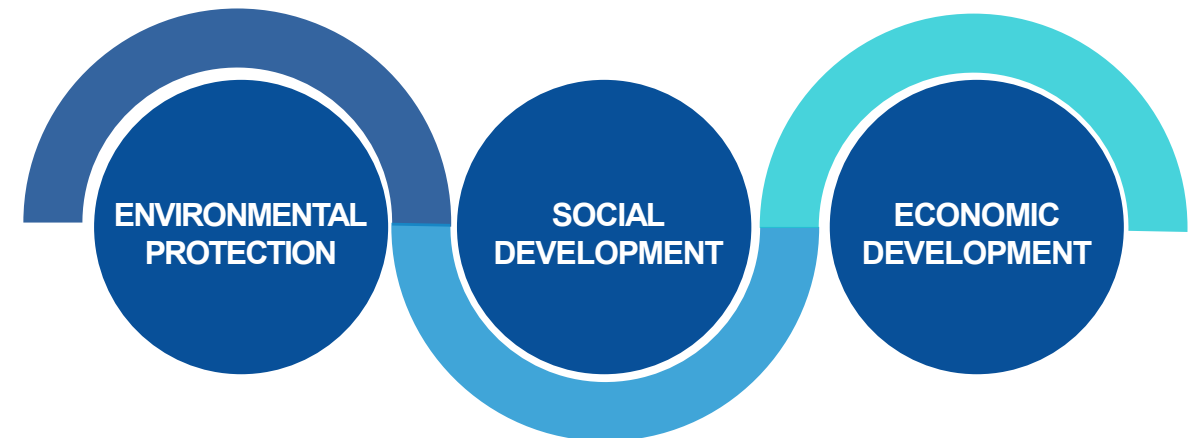 ENVIRONMENTAL
PROTECTION
SOCIAL
DEVELOPMENT
ECONOMIC
DEVELOPMENT